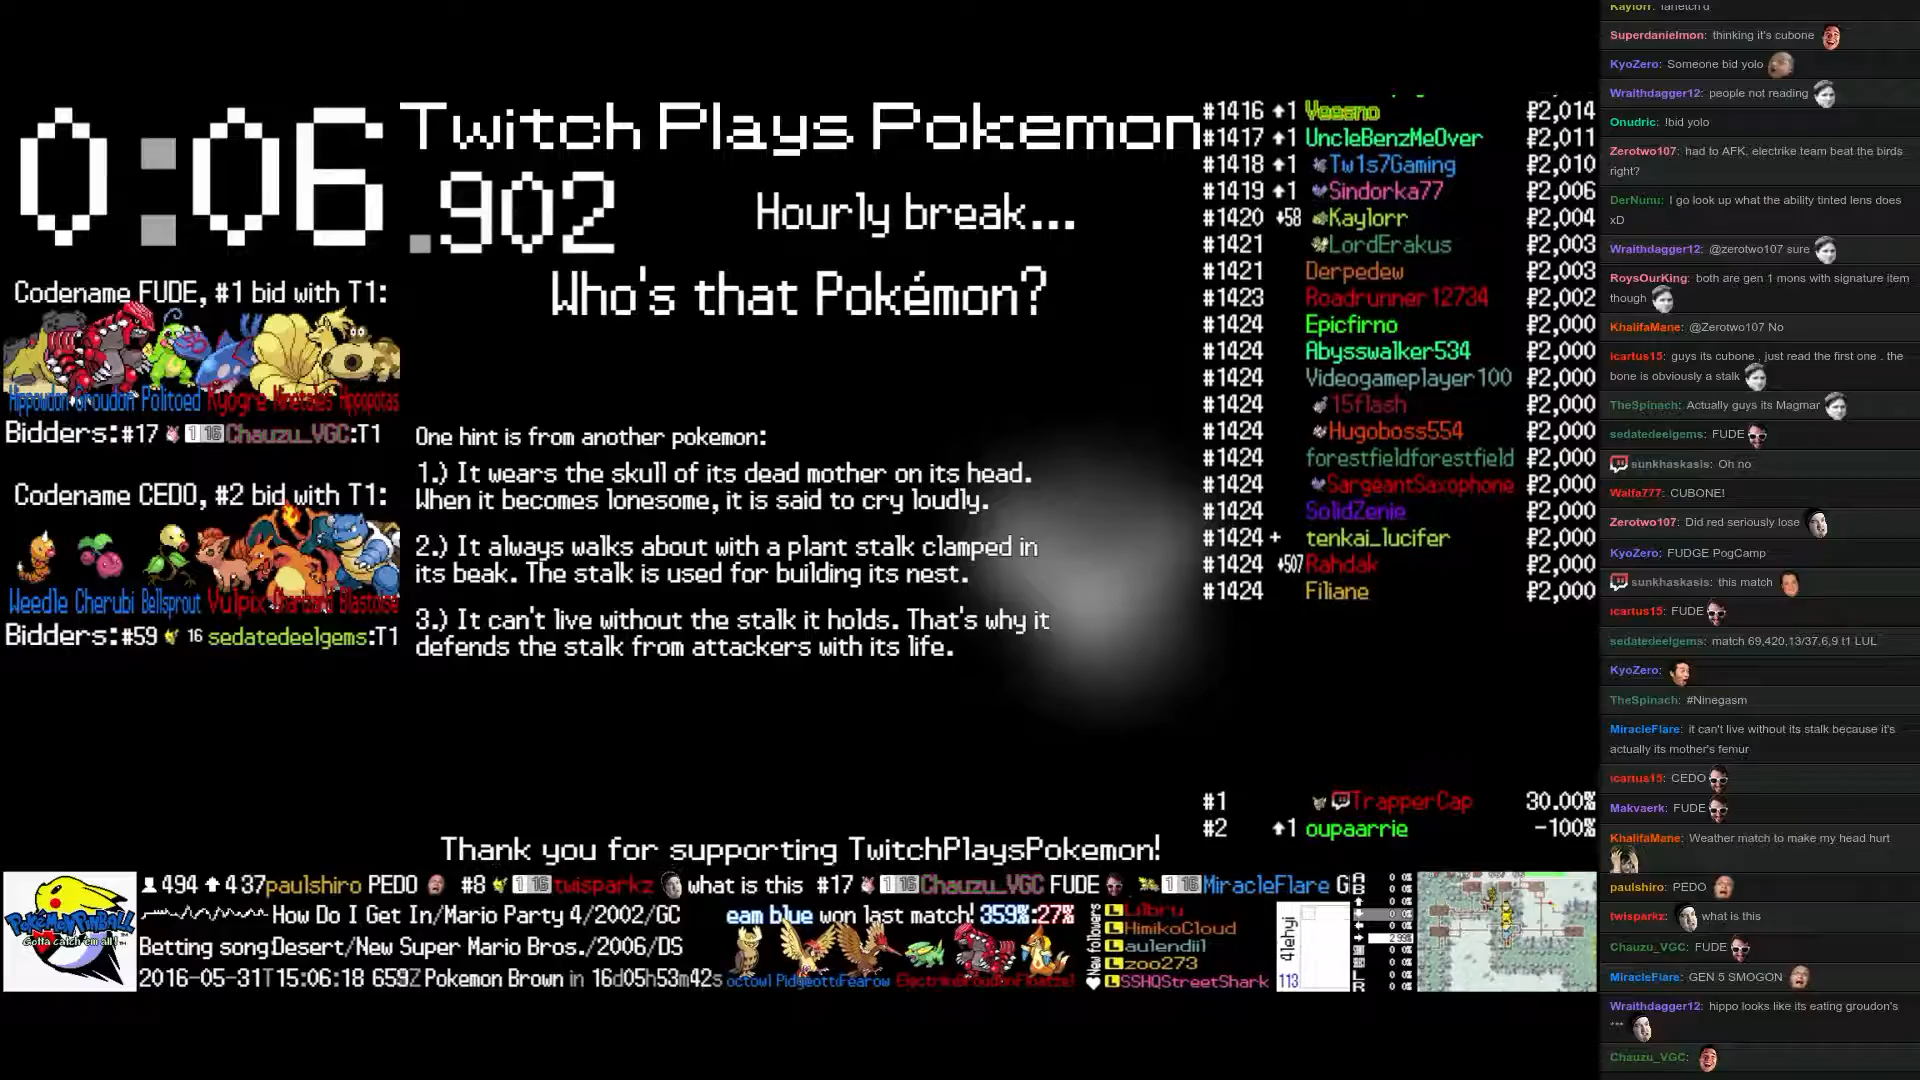 0:06.902
Twitch Plays Pokemon
Hourly break...
Who's that Pokémon?
Codename FUDE, #1 bid with T1:
Hippowdon Groudon Politoed Kyogre Ninetales Hippopotas
Bidders:#17 1 16 Chauzu_VGC:T1
Codename CEDO, #2 bid with T1:
Weedle Cherubi Bellsprout Vulpix Charizard Blastoise
Bidders:#59 16 sedatedeelgems:T1
One hint is from another pokemon:
1.) It wears the skull of its dead mother on its head.
When it becomes lonesome, it is said to cry loudly.
2.) It always walks about with a plant stalk clamped in
its beak. The stalk is used for building its nest.
3.) It can't live without the stalk it holds. That's why it
defends the stalk from attackers with its life.
#1416 ↑1 Veesno ₽2,014
#1417 ↑1 UncleBenzMeOver ₽2,011
#1418 ↑1 Tw1s7Gaming ₽2,010
#1419 ↑1 Sindorka77 ₽2,006
#1420 ↓58 Kaylorr ₽2,004
#1421 LordErakus ₽2,003
#1421 Derpedew ₽2,003
#1423 Roadrunner12734 ₽2,002
#1424 Epicfirno ₽2,000
#1424 Abysswalker534 ₽2,000
#1424 Videogameplayer100 ₽2,000
#1424 15flash ₽2,000
#1424 Hugoboss554 ₽2,000
#1424 forestfieldforestfield ₽2,000
#1424 SargeantSaxophone ₽2,000
#1424 SolidZenie ₽2,000
#1424 + tenkai_lucifer ₽2,000
#1424 ↓507 Rahdak ₽2,000
#1424 Filiane ₽2,000
#1 TrapperCap 30.00%
#2 ↑1 oupaarrie -100%
Thank you for supporting TwitchPlaysPokemon!
Pokémon Pinball
Gotta catch 'em all!
494 437 paulshiro PEDO #8 1 16 twisparkz what is this #17 1 16 Chauzu_VGC FUDE 1 16 MiracleFlare G
How Do I Get In/Mario Party 4/2002/GC
Betting song Desert/New Super Mario Bros./2006/DS
2016-05-31T15:06:18 659Z Pokemon Brown in 16d05h53m42s
eam blue won last match! 359%:27%
octowl Pidgeotto Fearow
New followers
Lilbru
HimikoCloud
aulendiil
zoo273
SSHQStreetShark
41ehyj
113
Kaylorr: farfetch'd
Superdanielmon: thinking it's cubone
KyoZero: Someone bid yolo
Wraithdagger12: people not reading
Onudric: !bid yolo
Zerotwo107: had to AFK. electrike team beat the birds
right?
DerNunu: I go look up what the ability tinted lens does
xD
Wraithdagger12: @zerotwo107 sure
RoysOurKing: both are gen 1 mons with signature item
though
KhalifaMane: @Zerotwo107 No
icartus15: guys its cubone , just read the first one . the
bone is obviously a stalk
TheSpinach: Actually guys its Magmar
sedatedeelgems: FUDE
sunkhaskasis: Oh no
Walfa777: CUBONE!
Zerotwo107: Did red seriously lose
KyoZero: FUDGE PogCamp
sunkhaskasis: this match
icartus15: FUDE
sedatedeelgems: match 69,420,13/37,6,9 t1 LUL
KyoZero:
TheSpinach: #Ninegasm
MiracleFlare: it can't live without its stalk because it's
actually its mother's femur
icartus15: CEDO
Makvaerk: FUDE
KhalifaMane: Weather match to make my head hurt
paulshiro: PEDO
twisparkz: what is this
Chauzu_VGC: FUDE
MiracleFlare: GEN 5 SMOGON
Wraithdagger12: hippo looks like its eating groudon's
***
Chauzu_VGC: